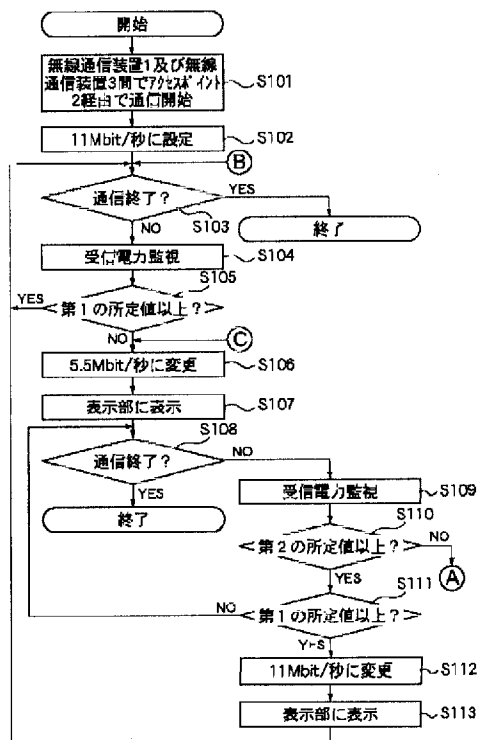 開始
無線通信装置1及び無線
通信装置3間でアクセスポイント
2経由で通信開始
S101
11Mbit/秒に設定
S102
B
通信終了？
YES
NO
S103
終了
受信電力監視
S104
S105
YES
第1の所定値以上？
NO
C
5.5Mbit/秒に変更
S106
表示部に表示
S107
S108
通信終了？
NO
YES
終了
受信電力監視
S109
S110
第2の所定値以上？
NO
A
YES
S111
NO
第1の所定値以上？
YES
11Mbit/秒に変更
S112
表示部に表示
S113